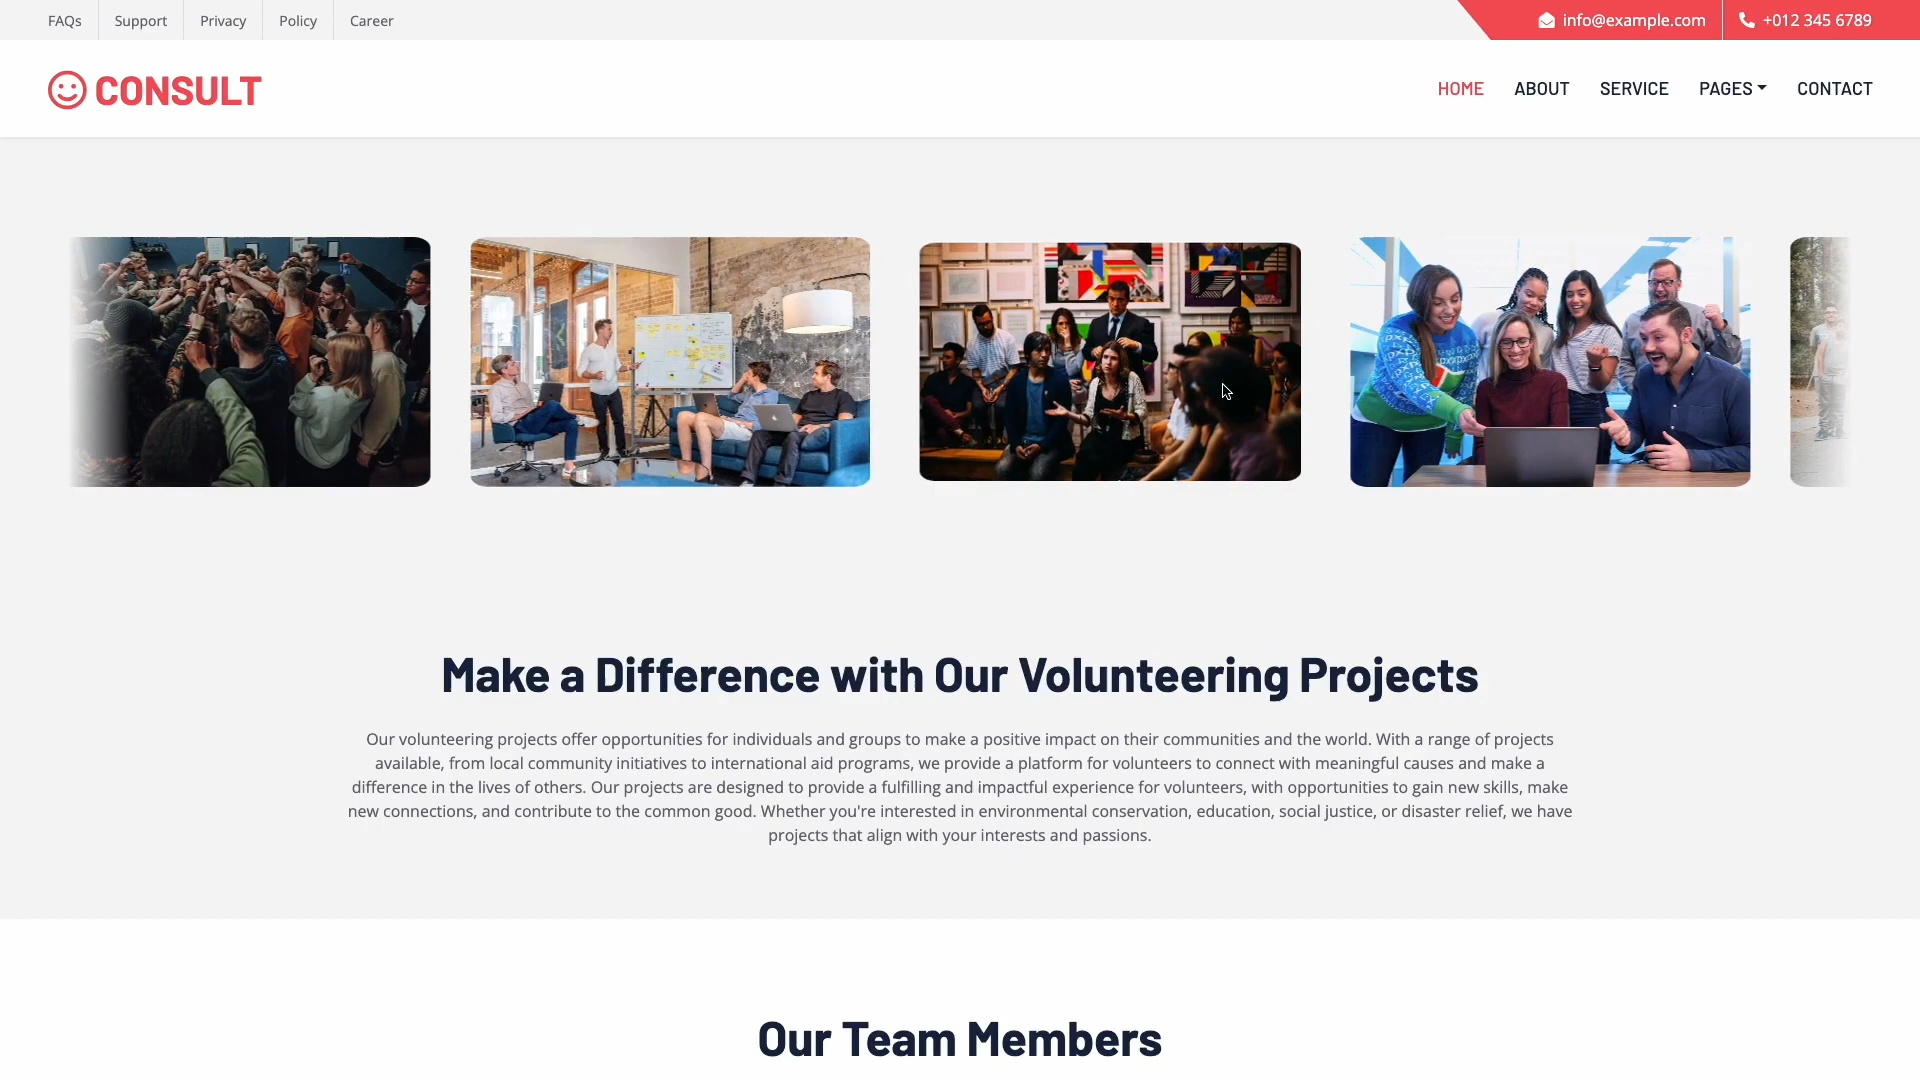 FAQs
Support
Privacy
Policy
Career
info@example.com
+012 345 6789
CONSULT
HOME
ABOUT
SERVICE
PAGES
CONTACT
Make a Difference with Our Volunteering Projects
Our volunteering projects offer opportunities for individuals and groups to make a positive impact on their communities and the world. With a range of projects
available, from local community initiatives to international aid programs, we provide a platform for volunteers to connect with meaningful causes and make a
difference in the lives of others. Our projects are designed to provide a fulfilling and impactful experience for volunteers, with opportunities to gain new skills, make
new connections, and contribute to the common good. Whether you're interested in environmental conservation, education, social justice, or disaster relief, we have
projects that align with your interests and passions.
Our Team Members